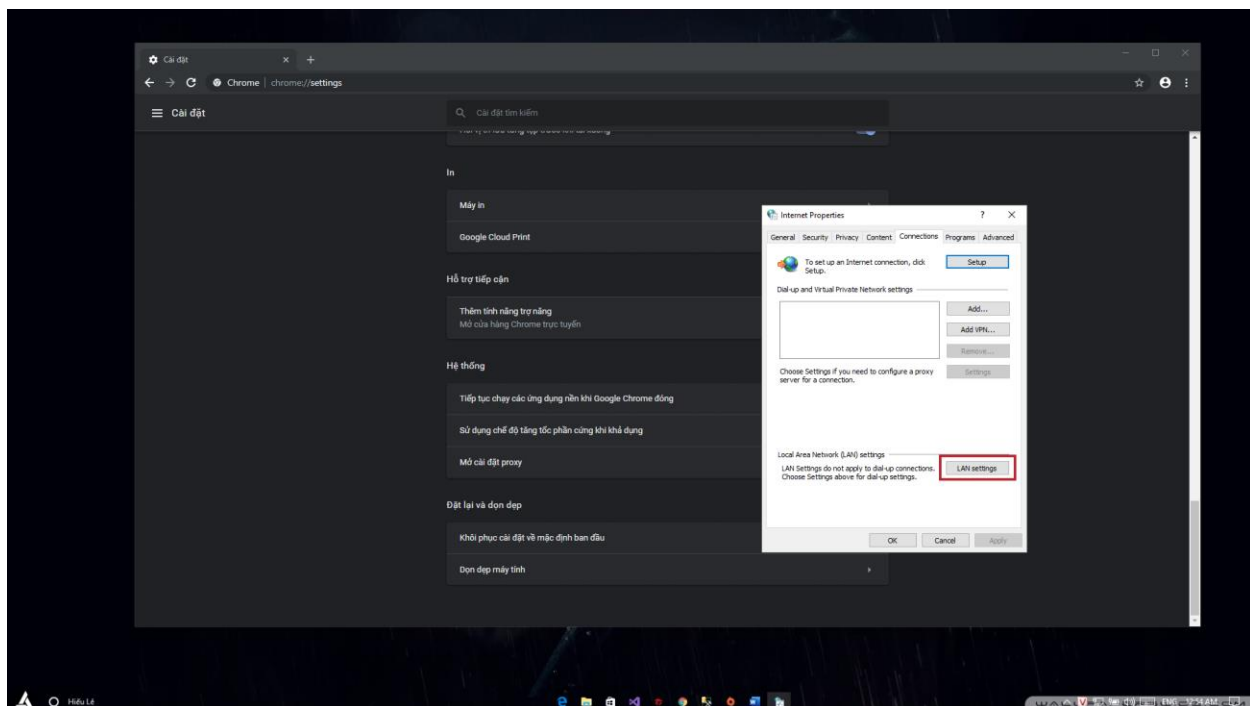 Cài đặt
Chrome | chrome://settings
Cài đặt
Cài đặt tìm kiếm
In
Máy in
Google Cloud Print
Hỗ trợ tiếp cận
Thêm tính năng trợ năng
Mở cửa hàng Chrome trực tuyến
Hệ thống
Tiếp tục chạy các ứng dụng nền khi Google Chrome đóng
Sử dụng chế độ tăng tốc phần cứng khi khả dụng
Mở cài đặt proxy
Đặt lại và dọn dẹp
Khôi phục cài đặt về mặc định ban đầu
Dọn dẹp máy tính
Internet Properties
General Security Privacy Content Connections Programs Advanced
To set up an Internet connection, click
Setup.
Setup
Dial-up and Virtual Private Network settings
Add...
Add VPN...
Remove...
Choose Settings if you need to configure a proxy
server for a connection.
Settings
Local Area Network (LAN) settings
LAN Settings do not apply to dial-up connections.
Choose Settings above for dial-up settings.
LAN settings
OK Cancel Apply
Hiếu Lê
ENG 12:54 AM